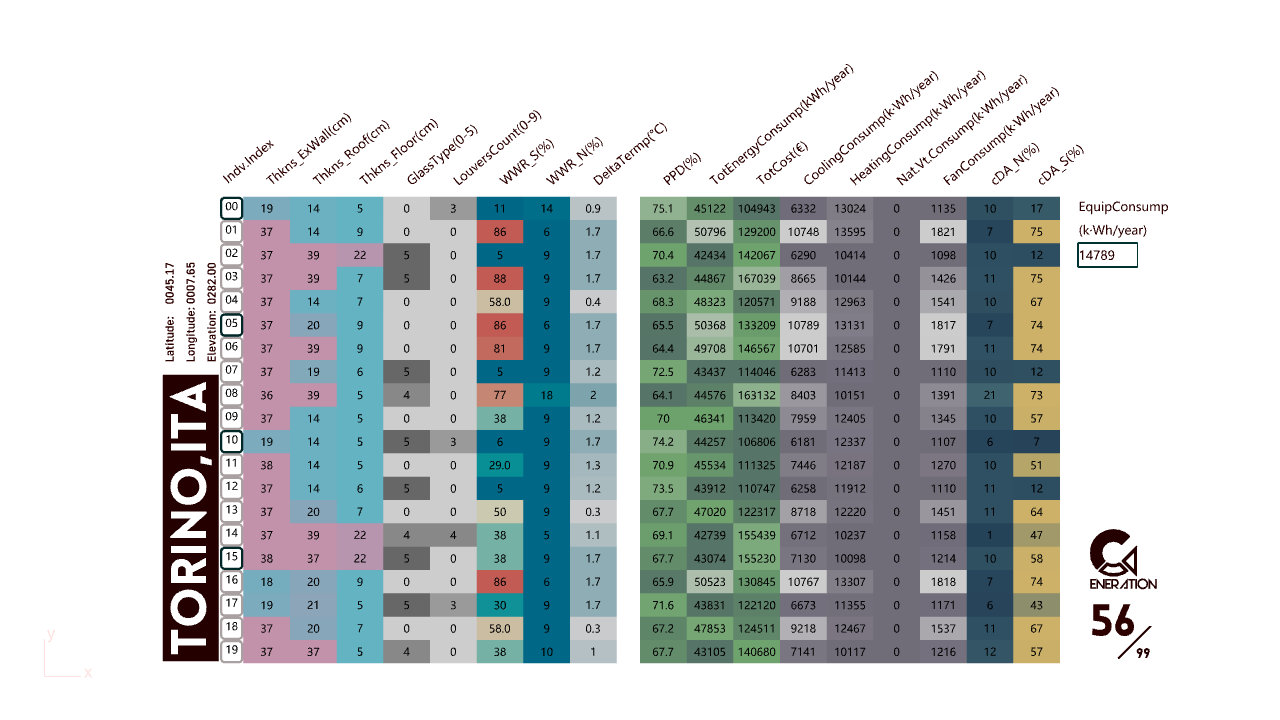 Indv.Index Thkns_ExWall(cm) Thkns_Roof(cm) Thkns_Floor(cm) GlassType(0-5) LouversCount(0-9) WWR_S(%) WWR_N(%) DeltaTermp(°C) PPD(%) TotEnergyConsump(kWh/year) TotCost(€) CoolingConsump(k·Wh/year) HeatingConsump(k·Wh/year) Nat.Vt.Consump(k·Wh/year) FanConsump(k·Wh/year) cDA_N(%) cDA_S(%)
00 19 14 5 0 3 11 14 0.9 75.1 45122 104943 6332 13024 0 1135 10 17
01 37 14 9 0 0 86 6 1.7 66.6 50796 129200 10748 13595 0 1821 7 75
02 37 39 22 5 0 5 9 1.7 70.4 42434 142067 6290 10414 0 1098 10 12
03 37 39 7 5 0 88 9 1.7 63.2 44867 167039 8665 10144 0 1426 11 75
04 37 14 7 0 0 58.0 9 0.4 68.3 48323 120571 9188 12963 0 1541 10 67
05 37 20 9 0 0 86 6 1.7 65.5 50368 133209 10789 13131 0 1817 7 74
06 37 39 9 0 0 81 9 1.7 64.4 49708 146567 10701 12585 0 1791 11 74
07 37 19 6 5 0 5 9 1.2 72.5 43437 114046 6283 11413 0 1110 10 12
08 36 39 5 4 0 77 18 2 64.1 44576 163132 8403 10151 0 1391 21 73
09 37 14 5 0 0 38 9 1.2 70 46341 113420 7959 12405 0 1345 10 57
10 19 14 5 5 3 6 9 1.7 74.2 44257 106806 6181 12337 0 1107 6 7
11 38 14 5 0 0 29.0 9 1.3 70.9 45534 111325 7446 12187 0 1270 10 51
12 37 14 6 5 0 5 9 1.2 73.5 43912 110747 6258 11912 0 1110 11 12
13 37 20 7 0 0 50 9 0.3 67.7 47020 122317 8718 12220 0 1451 11 64
14 37 39 22 4 4 38 5 1.1 69.1 42739 155439 6712 10237 0 1158 1 47
15 38 37 22 5 0 38 9 1.7 67.7 43074 155230 7130 10098 0 1214 10 58
16 18 20 9 0 0 86 6 1.7 65.9 50523 130845 10767 13307 0 1818 7 74
17 19 21 5 5 3 30 9 1.7 71.6 43831 122120 6673 11355 0 1171 6 43
18 37 20 7 0 0 58.0 9 0.3 67.2 47853 124511 9218 12467 0 1537 11 67
19 37 37 5 4 0 38 10 1 67.7 43105 140680 7141 10117 0 1216 12 57
Latitude: 0045.17
Longitude: 0007.65
Elevation: 0282.00
TORINO,ITA
EquipConsump
(k·Wh/year)
14789
G
ENERATION
56/99
y
x